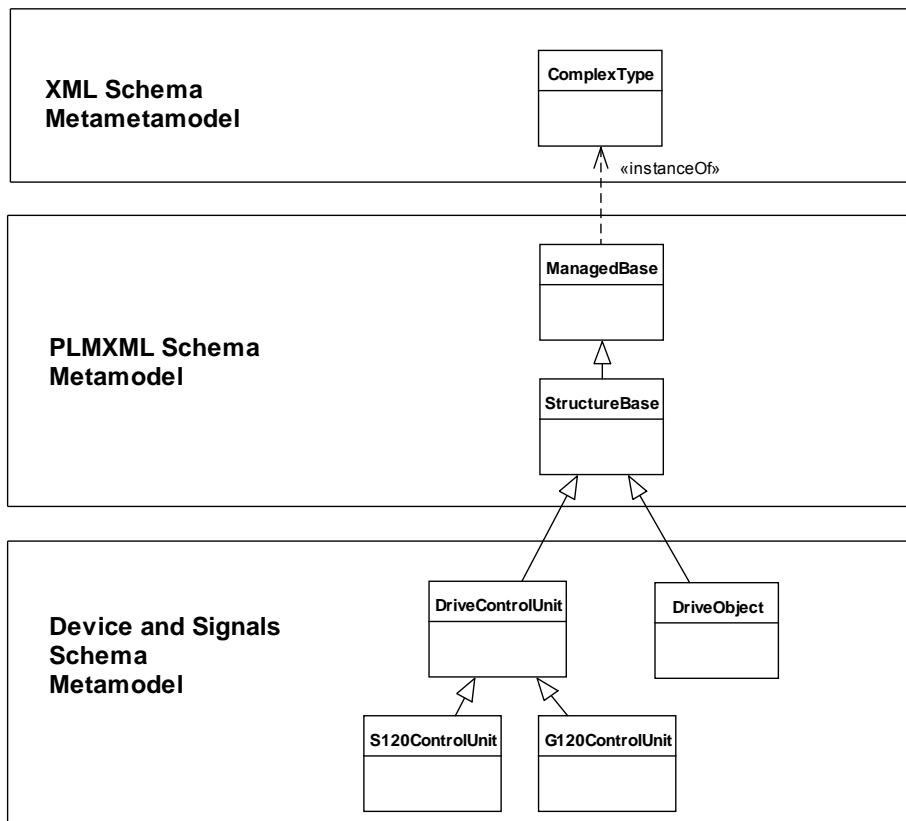 ComplexType
XML Schema
Metametamodel
«instanceOf»
ManagedBase
PLMXML Schema
Metamodel
StructureBase
DriveControlUnit
DriveObject
Device and Signals
Schema
Metamodel
S120ControlUnit
G120ControlUnit